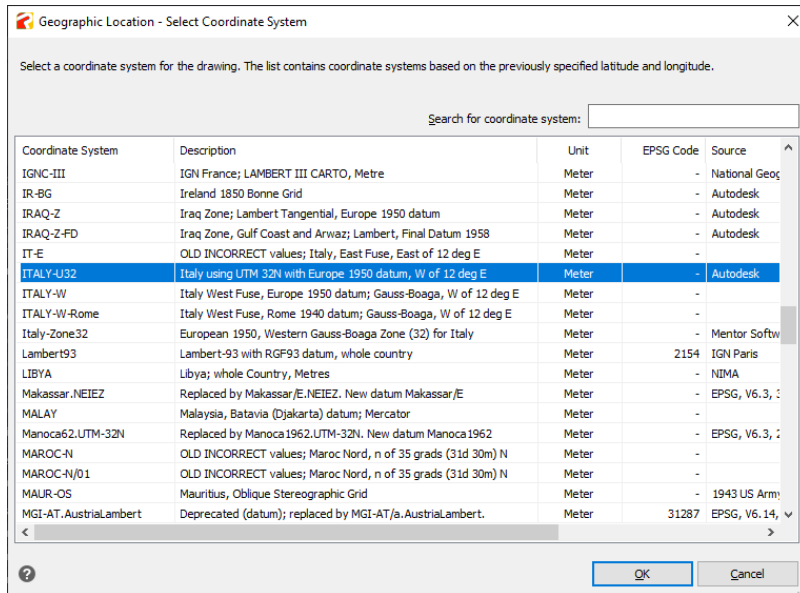 Geographic Location - Select Coordinate System
Select a coordinate system for the drawing. The list contains coordinate systems based on the previously specified latitude and longitude.
Search for coordinate system:
Coordinate System Description Unit EPSG Code Source
IGNC-III IGN France; LAMBERT III CARTO, Metre Meter - National Geog
IR-BG Ireland 1850 Bonne Grid Meter - Autodesk
IRAQ-Z Iraq Zone; Lambert Tangential, Europe 1950 datum Meter - Autodesk
IRAQ-Z-FD Iraq Zone, Gulf Coast and Arwaz; Lambert, Final Datum 1958 Meter - Autodesk
IT-E OLD INCORRECT values; Italy, East Fuse, East of 12 deg E Meter -
ITALY-U32 Italy using UTM 32N with Europe 1950 datum, W of 12 deg E Meter - Autodesk
ITALY-W Italy West Fuse, Europe 1950 datum; Gauss-Boaga, W of 12 deg E Meter -
ITALY-W-Rome Italy West Fuse, Rome 1940 datum; Gauss-Boaga, W of 12 deg E Meter -
Italy-Zone32 European 1950, Western Gauss-Boaga Zone (32) for Italy Meter - Mentor Softw
Lambert93 Lambert-93 with RGF93 datum, whole country Meter 2154 IGN Paris
LIBYA Libya; whole Country, Metres Meter - NIMA
Makassar.NEIEZ Replaced by Makassar/E.NEIEZ. New datum Makassar/E Meter - EPSG, V6.3, 3
MALAY Malaysia, Batavia (Djakarta) datum; Mercator Meter -
Manoca62.UTM-32N Replaced by Manoca1962.UTM-32N. New datum Manoca1962 Meter - EPSG, V6.3, 2
MAROC-N OLD INCORRECT values; Maroc Nord, n of 35 grads (31d 30m) N Meter -
MAROC-N/01 OLD INCORRECT values; Maroc Nord, n of 35 grads (31d 30m) N Meter -
MAUR-OS Mauritius, Oblique Stereographic Grid Meter - 1943 US Army
MGI-AT.AustriaLambert Deprecated (datum); replaced by MGI-AT/a.AustriaLambert. Meter 31287 EPSG, V6.14,
OK Cancel